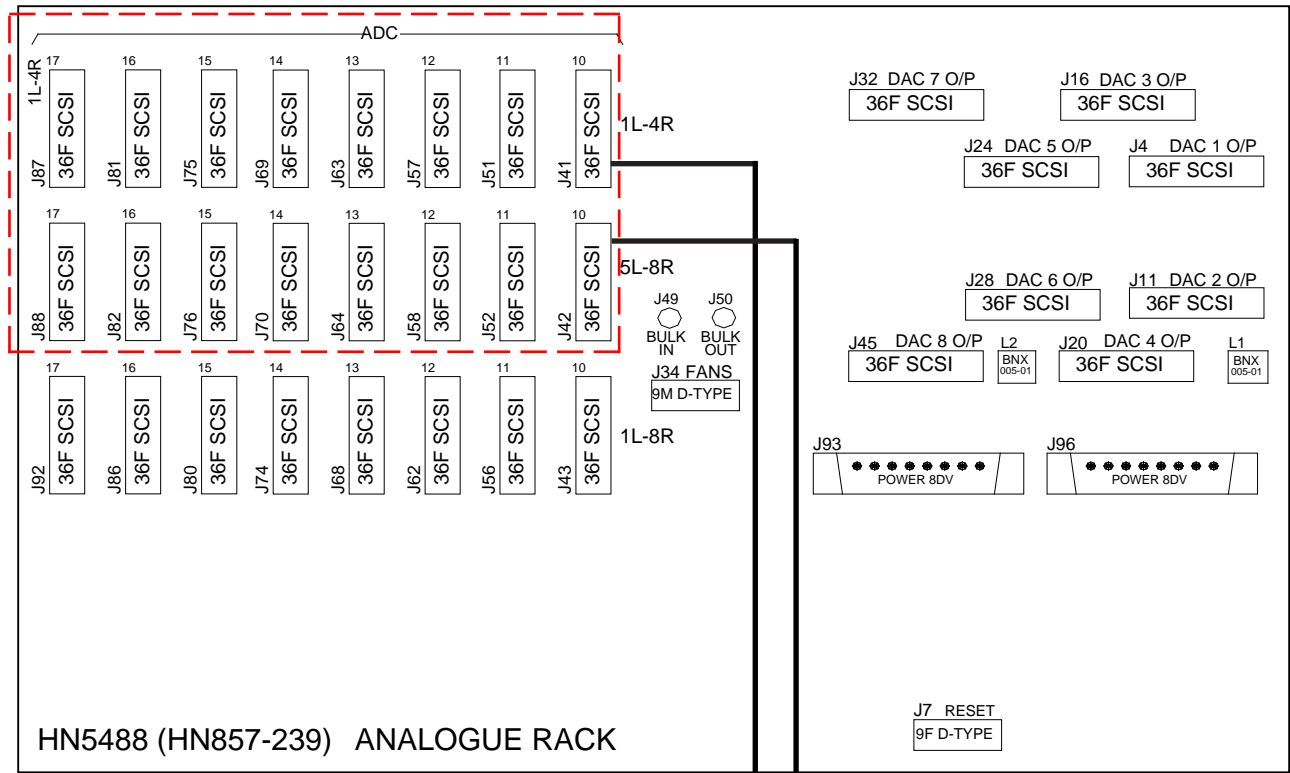 ADC
1L-4R
17 16 15 14 13 12 11 10
J87 36F SCSI
J81 36F SCSI
J75 36F SCSI
J69 36F SCSI
J63 36F SCSI
J57 36F SCSI
J51 36F SCSI
J41 36F SCSI
1L-4R
17 16 15 14 13 12 11 10
J88 36F SCSI
J82 36F SCSI
J76 36F SCSI
J70 36F SCSI
J64 36F SCSI
J58 36F SCSI
J52 36F SCSI
J42 36F SCSI
5L-8R
17 16 15 14 13 12 11 10
J92 36F SCSI
J86 36F SCSI
J80 36F SCSI
J74 36F SCSI
J68 36F SCSI
J62 36F SCSI
J56 36F SCSI
J43 36F SCSI
1L-8R
J49
BULK
IN
J50
BULK
OUT
J34 FANS
9M D-TYPE
J32 DAC 7 O/P
36F SCSI
J16 DAC 3 O/P
36F SCSI
J24 DAC 5 O/P
36F SCSI
J4 DAC 1 O/P
36F SCSI
J28 DAC 6 O/P
36F SCSI
J11 DAC 2 O/P
36F SCSI
J45 DAC 8 O/P
36F SCSI
L2
BNX
005-01
J20 DAC 4 O/P
36F SCSI
L1
BNX
005-01
J93
POWER 8DV
J96
POWER 8DV
J7 RESET
9F D-TYPE
HN5488 (HN857-239) ANALOGUE RACK